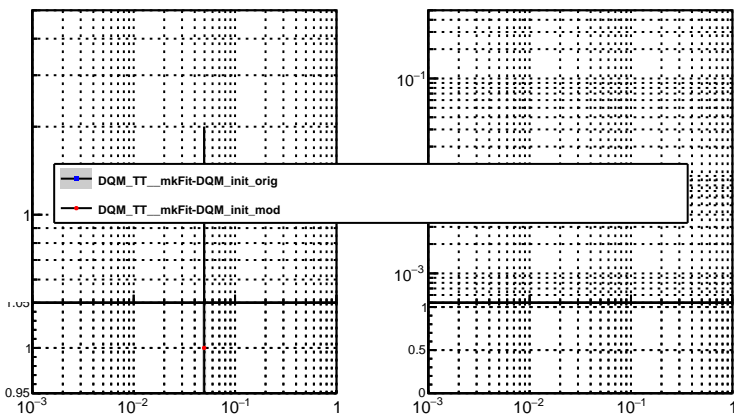 10⁻¹
1
DQM_TT__mkFit-DQM_init_orig
DQM_TT__mkFit-DQM_init_mod
10⁻³
1.05
1
1
0.5
0.95
0
10⁻³ 10⁻² 10⁻¹ 1
10⁻³ 10⁻² 10⁻¹ 1